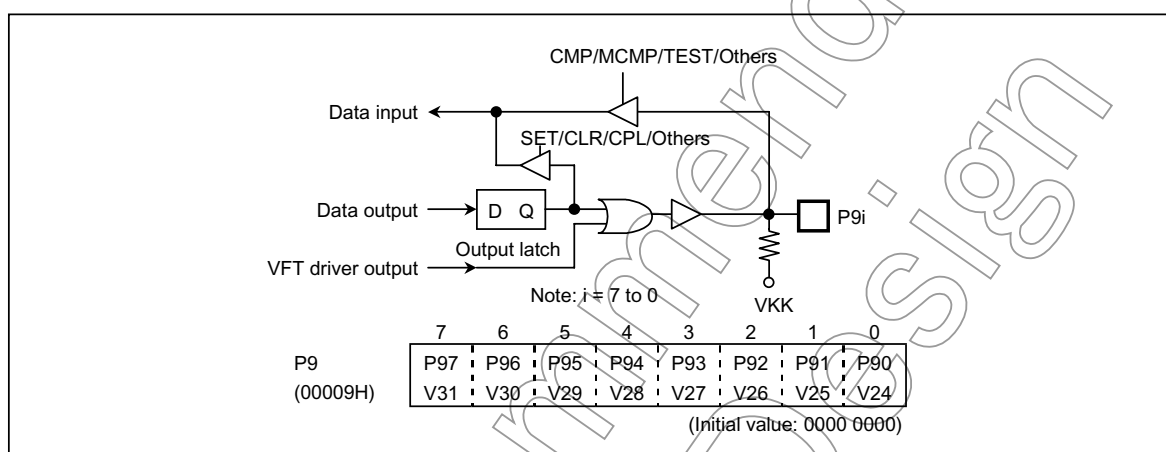 CMP/MCMP/TEST/Others
Data input
SET/CLR/CPL/Others
Data output
D Q
P9i
Output latch
VFT driver output
Note: i = 7 to 0
VKK
7 6 5 4 3 2 1 0
P9 P97 P96 P95 P94 P93 P92 P91 P90
(00009H) V31 V30 V29 V28 V27 V26 V25 V24
(Initial value: 0000 0000)